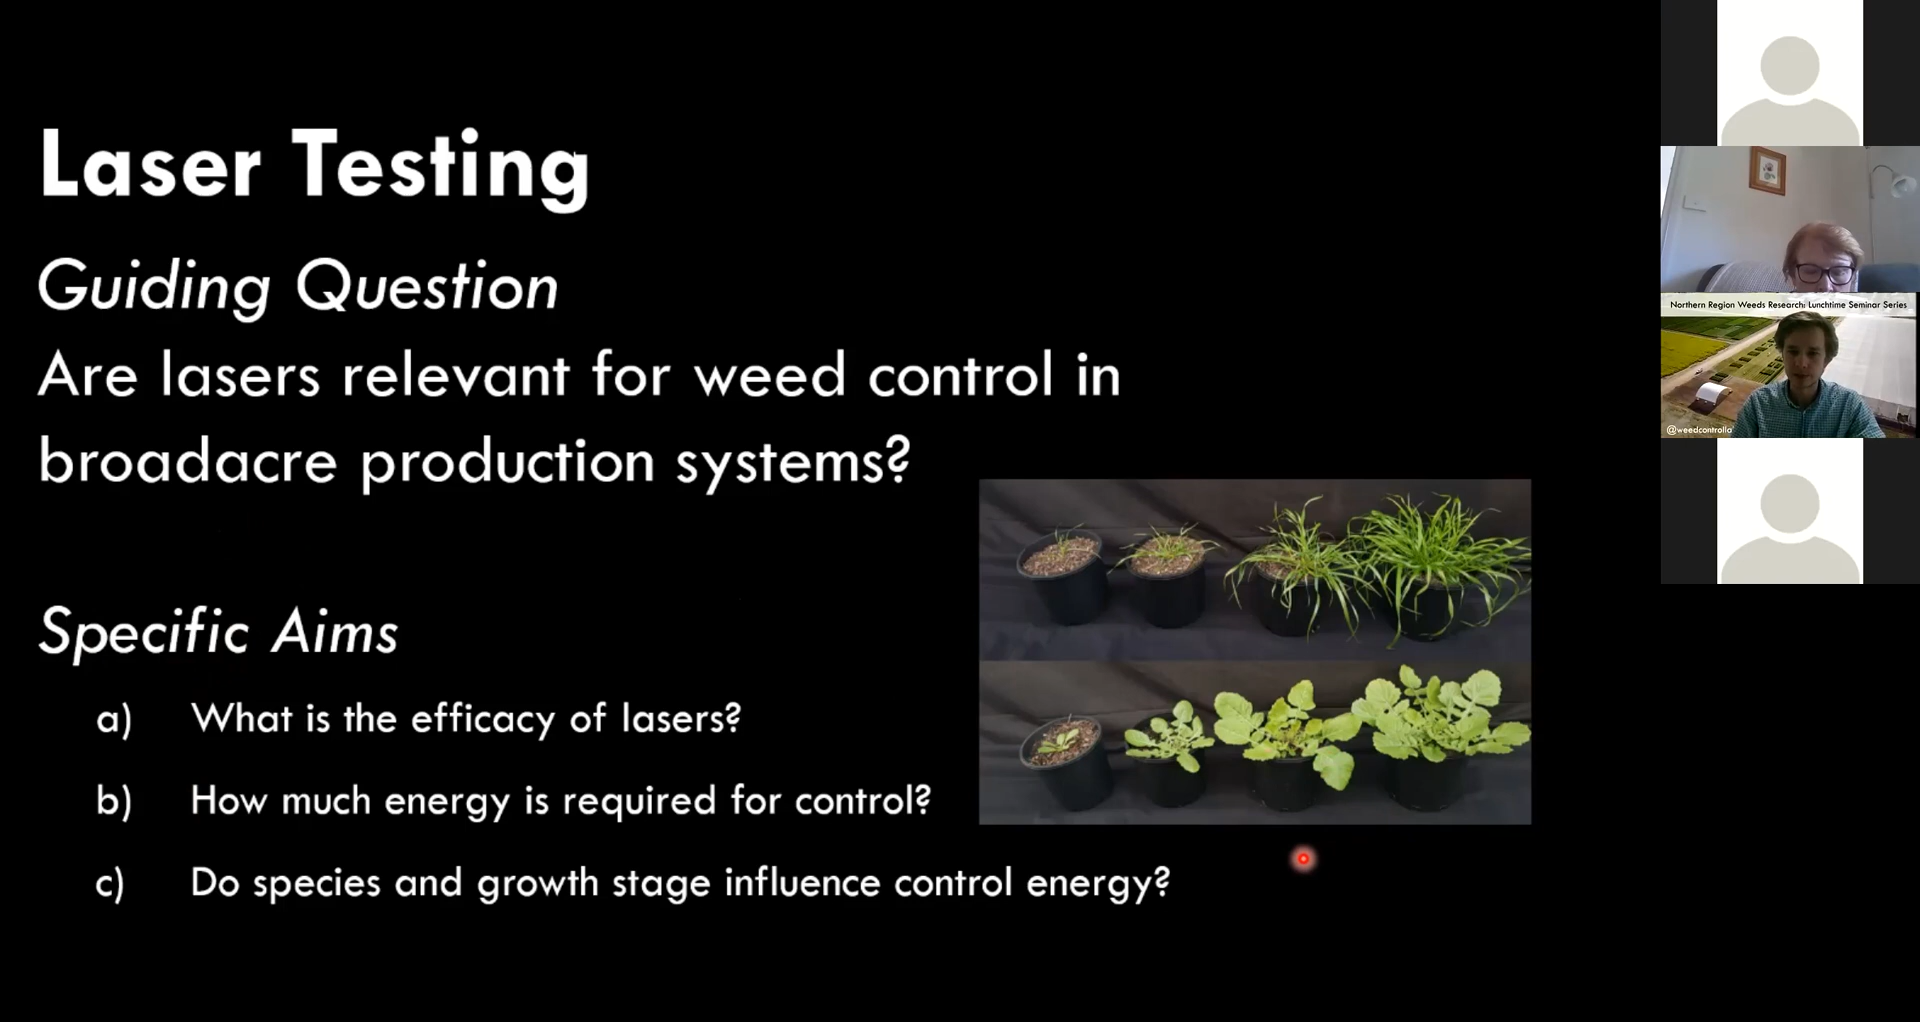 Laser Testing
Guiding Question
Are lasers relevant for weed control in
broadacre production systems?
Specific Aims
a) What is the efficacy of lasers?
b) How much energy is required for control?
c) Do species and growth stage influence control energy?
Northern Region Weeds Research: Lunchtime Seminar Series